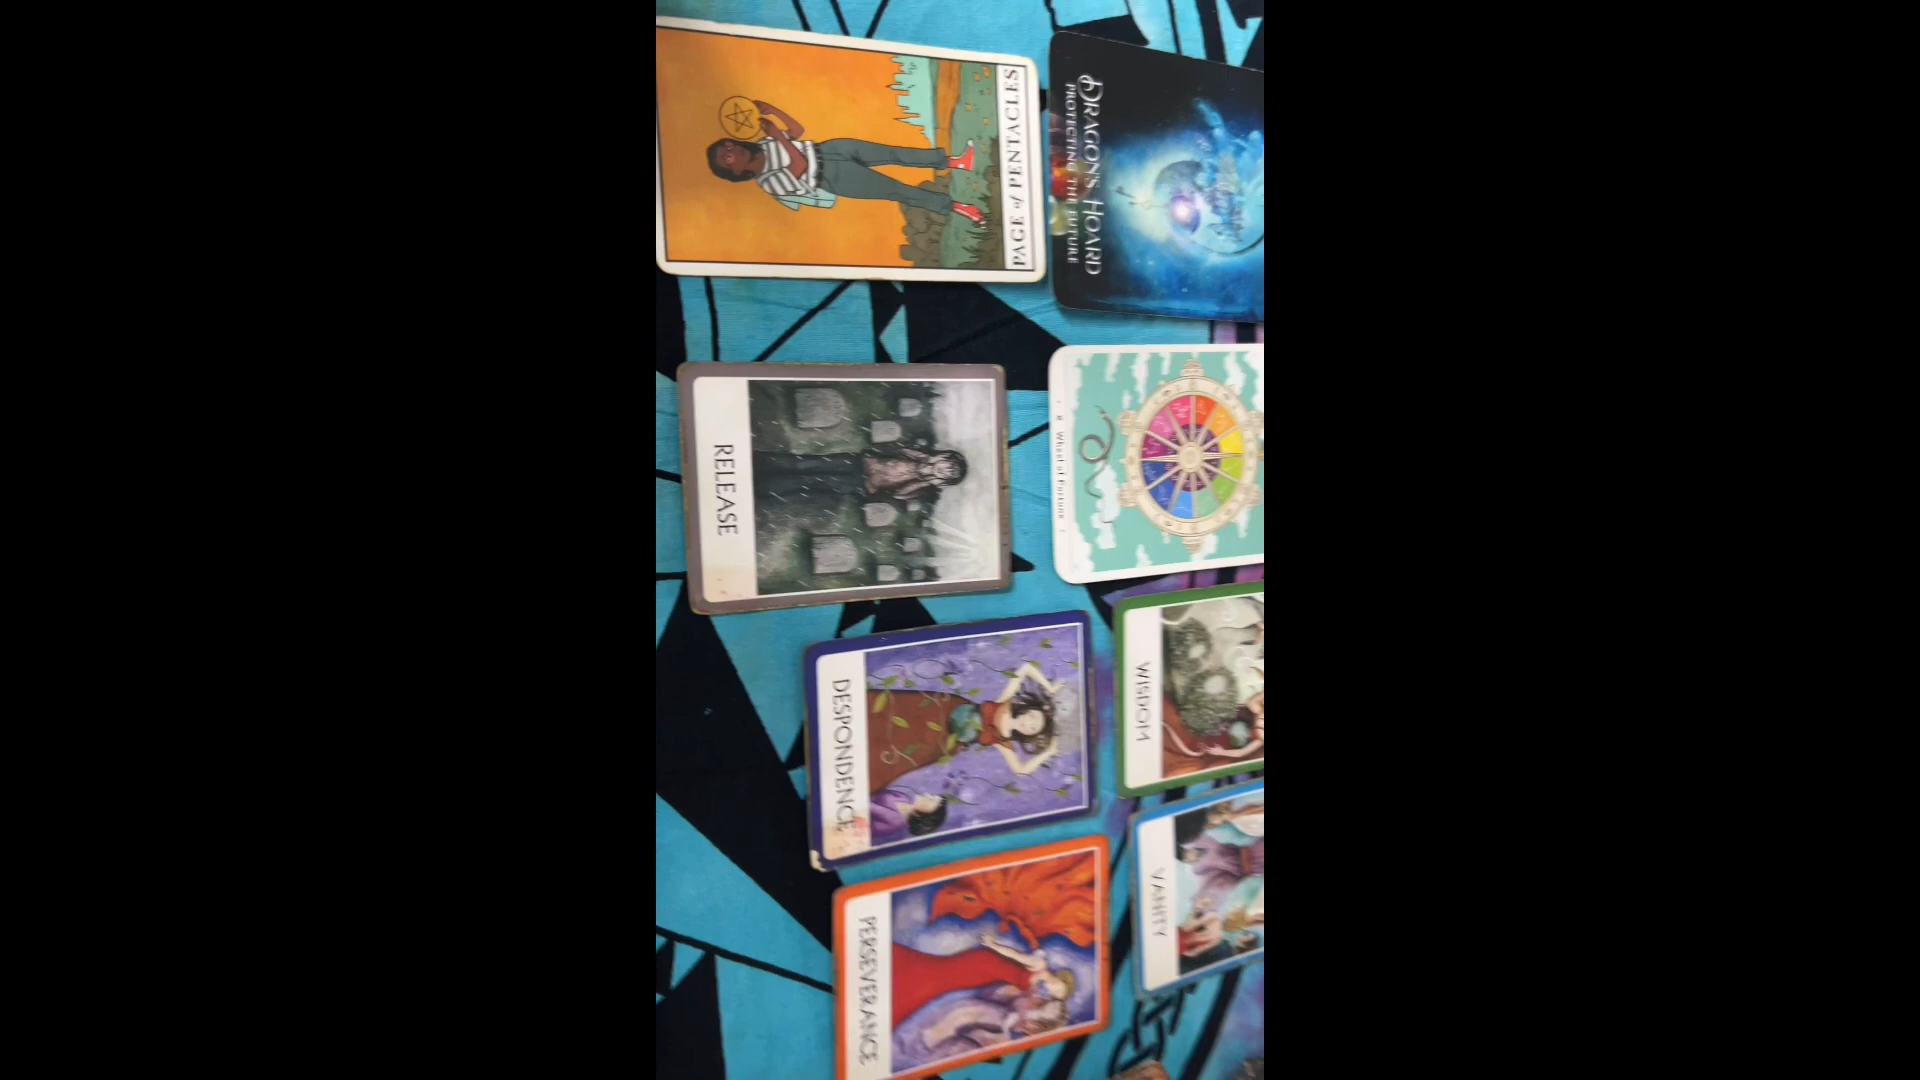 PAGE of PENTACLES
DRAGON'S HOARD
PROTECTING THE FUTURE
RELEASE
Wheel of Fortune
DESPONDENCE
WISDOM
PERSEVERANCE
VANITY